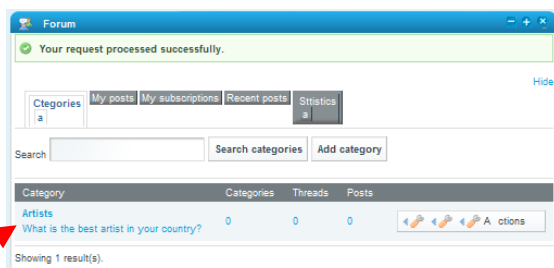 Forum
Your request processed successfully.
Hide
Ctegories
a
My posts My subscriptions Recent posts Sttistics
a
Search Search categories Add category
Category Categories Threads Posts
Artists
What is the best artist in your country? 0 0 0 A ctions
Showing 1 result(s).